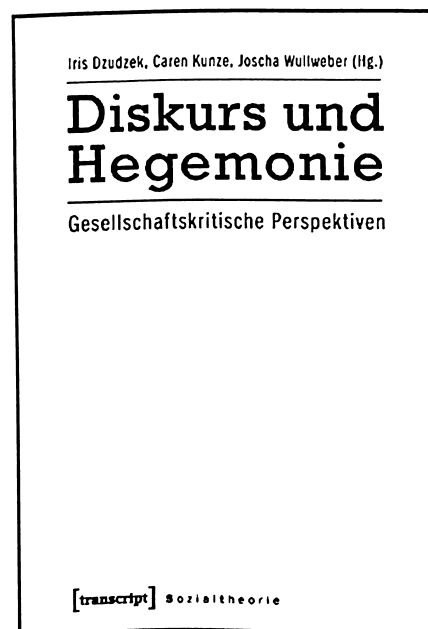 Iris Dzudzek, Caren Kunze, Joscha Wullweber (Hg.)
Diskurs und
Hegemonie
Gesellschaftskritische Perspektiven
[transcript] Sozialtheorie